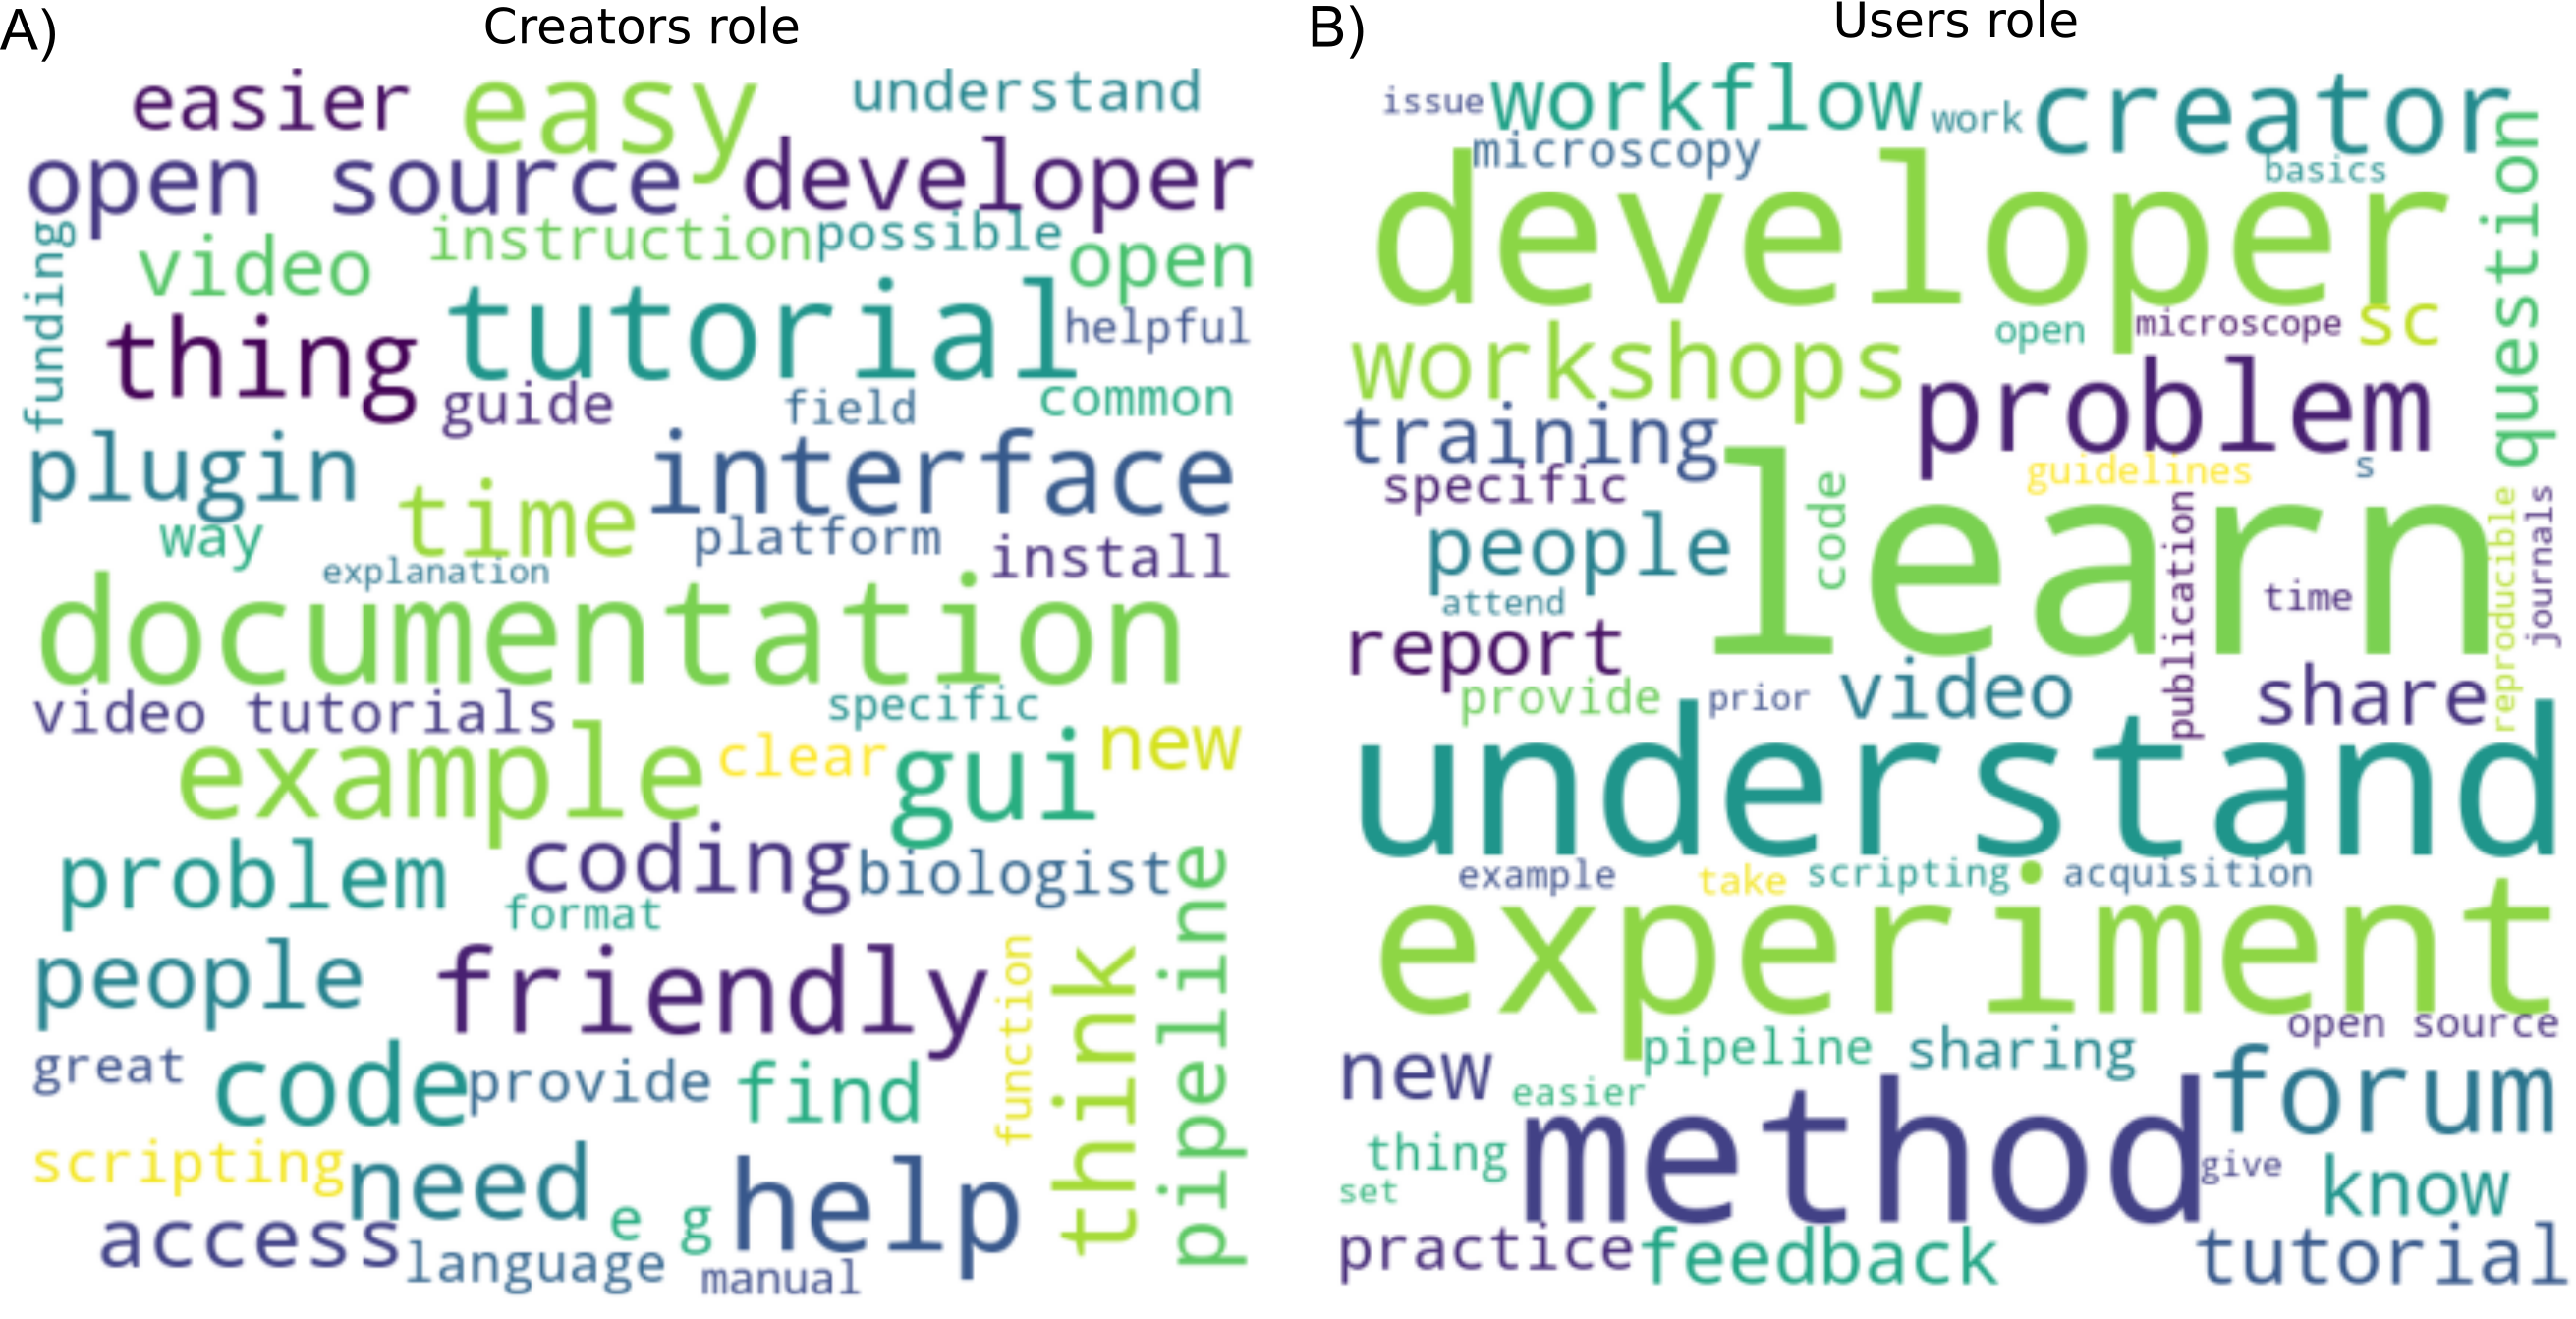 A)
Creators role
easier easy understand
open source developer
funding
video instruction possible open
thing tutorial helpful
guide field common
plugin interface
way time platform install
explanation
documentation
video tutorials specific
example clear gui new
problem coding biologist
format
people friendly
function
think
pipeline
great code provide find
scripting need e g help
access language manual
B)
Users role
issue workflow work creator
microscopy basics
question
developer
open microscope sc
workshops problem
training guidelines s
specific
code
learn
people
publication
time
reproducible
journals
attend
report
provide prior video share
understand
example take scripting acquisition
experiment
open source
new pipeline sharing forum
easier
thing method give know
set
practice feedback tutorial